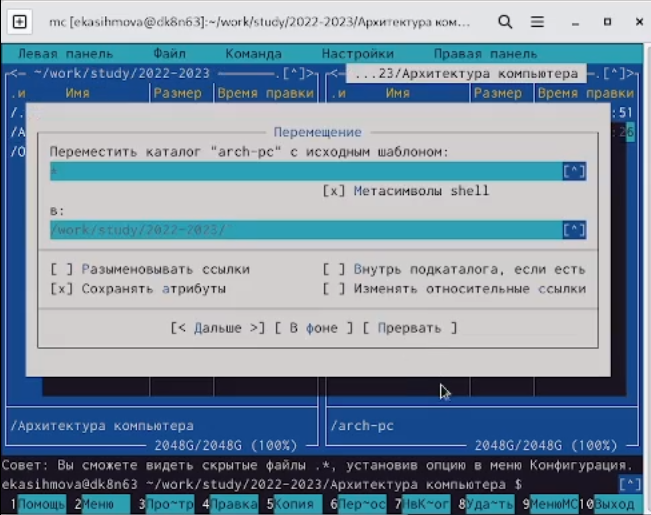 mc [ekasihmova@dk8n63]:~/work/study/2022-2023/Архитектура ком...
Левая панель Файл Команда Настройки Правая панель
<— ~/work/study/2022-2023 ———.[^]> <— ...23/Архитектура компьютера —.[^]>
.и Имя Размер Время правки .и Имя Размер Время правки
/. :51
/А :26
/О
Перемещение
Переместить каталог "arch-pc" с исходным шаблоном:
* [^]
[x] Метасимволы shell
в:
/work/study/2022-2023/ [^]
[ ] Разыменовывать ссылки [ ] Внутрь подкаталога, если есть
[x] Сохранять атрибуты [ ] Изменять относительные ссылки
[< Дальше >] [ В фоне ] [ Прервать ]
/Архитектура компьютера /arch-pc
2048G/2048G (100%) 2048G/2048G (100%)
Совет: Вы сможете видеть скрытые файлы .*, установив опцию в меню Конфигурация.
ekasihmova@dk8n63 ~/work/study/2022-2023/Архитектура компьютера $ [^]
1Помощь 2Меню 3Про~тр 4Правка 5Копия 6Пер~ос 7НвК~ог 8Уда~ть 9МенюMC 10Выход